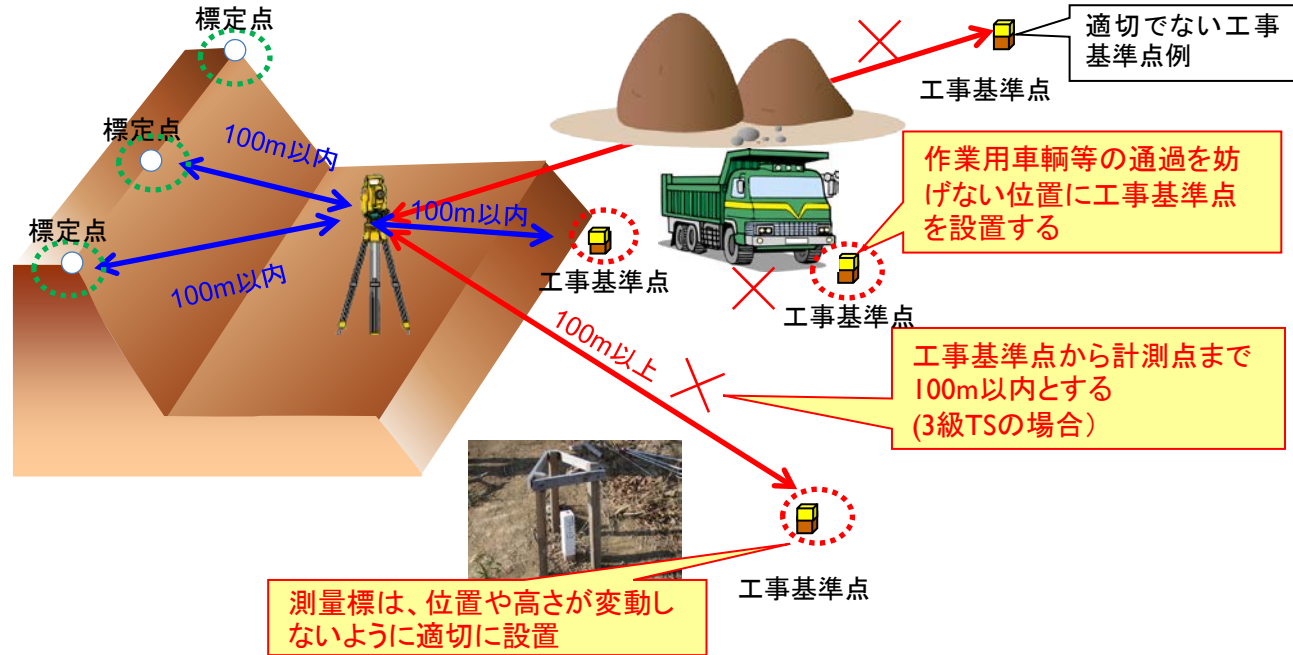 標定点
適切でない工事
基準点例
工事基準点
標定点
100m以内
作業用車輌等の通過を妨
げない位置に工事基準点
を設置する
標定点
100m以内
100m以内
工事基準点
工事基準点
100m以上
工事基準点から計測点まで
100m以内とする
(3級TSの場合）
工事基準点
測量標は、位置や高さが変動し
ないように適切に設置